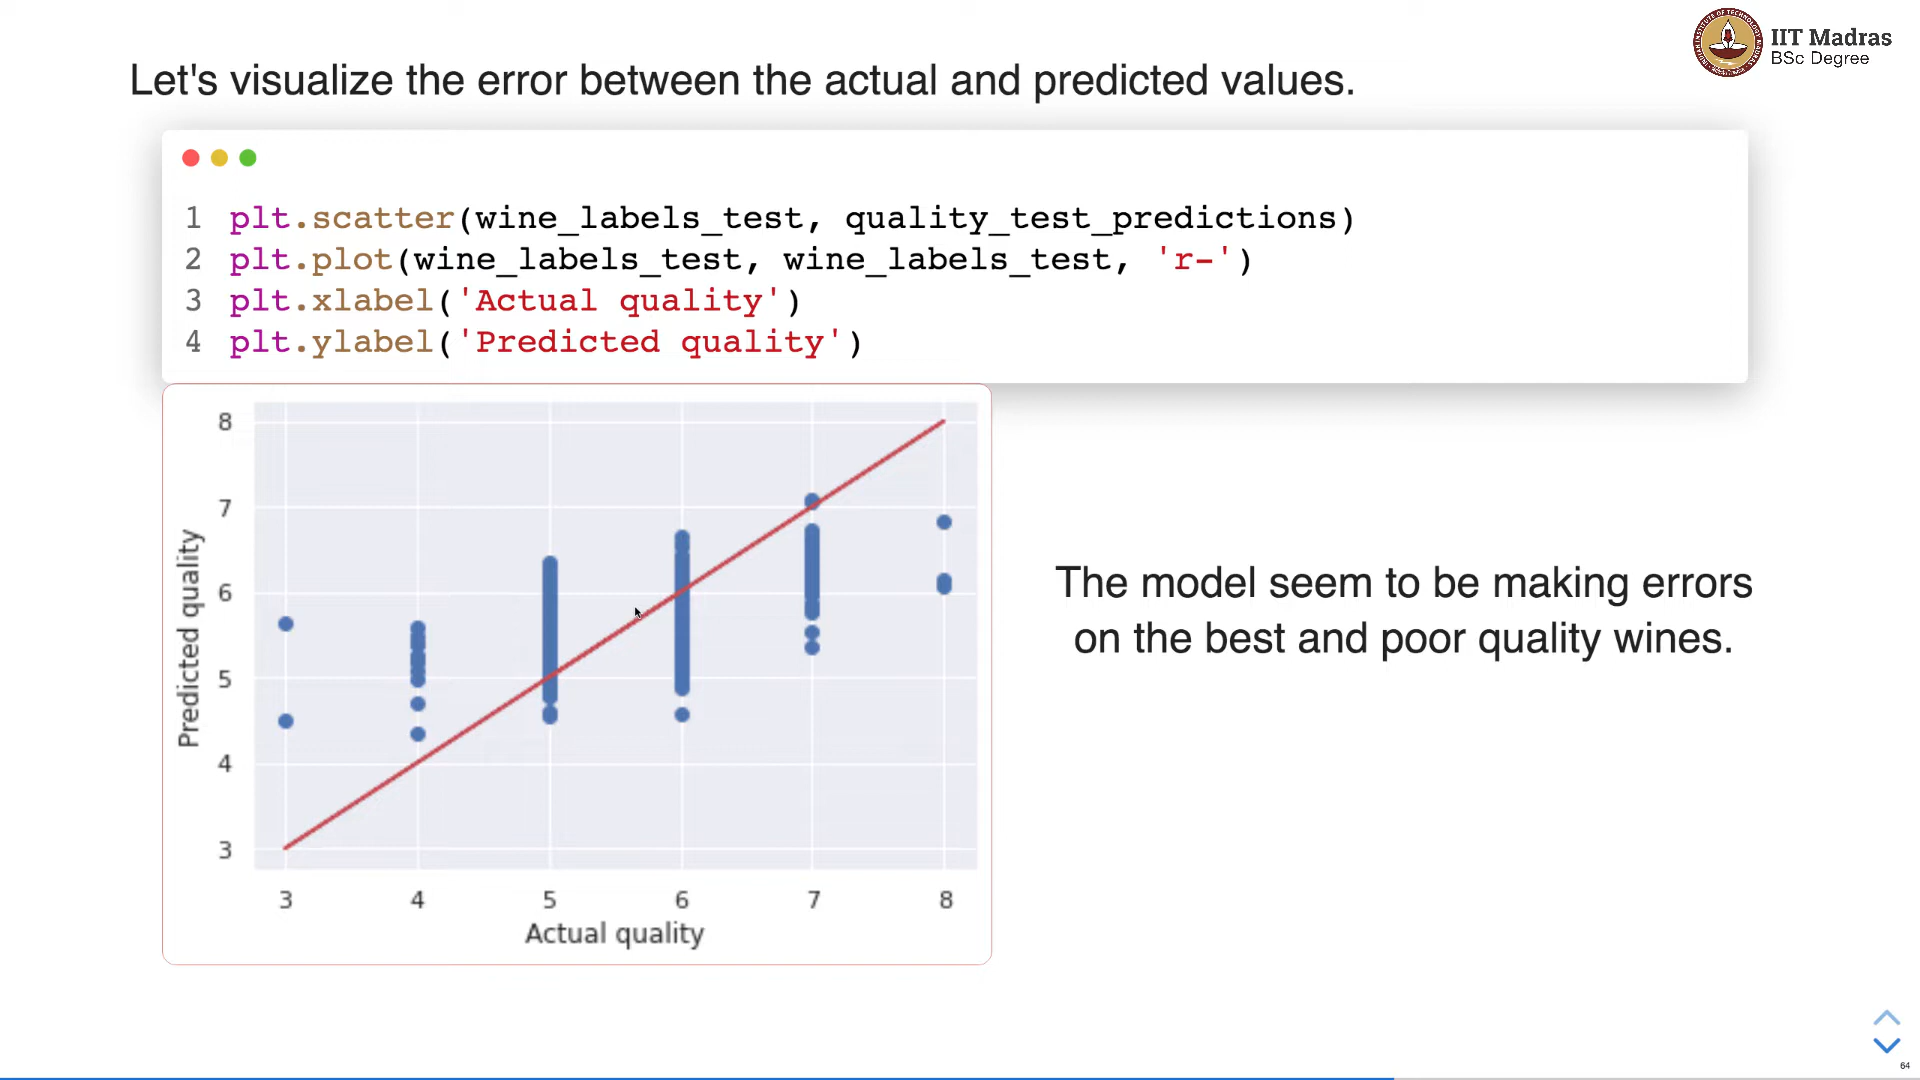 IIT Madras
BSc Degree
Let's visualize the error between the actual and predicted values.
1 plt.scatter(wine_labels_test, quality_test_predictions)
2 plt.plot(wine_labels_test, wine_labels_test, 'r-')
3 plt.xlabel('Actual quality')
4 plt.ylabel('Predicted quality')
8
7
6
5
4
3
Predicted quality
3 4 5 6 7 8
Actual quality
The model seem to be making errors
on the best and poor quality wines.
64